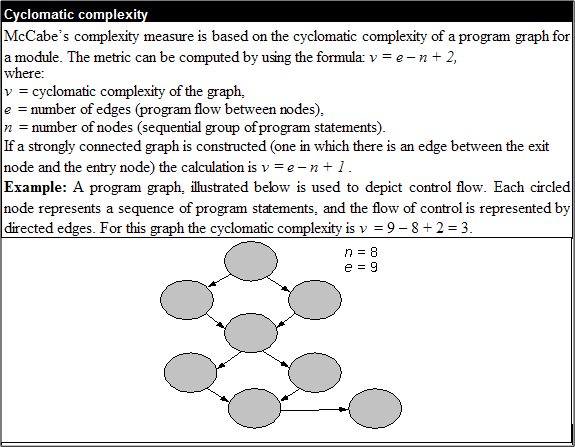 Cyclomatic complexity
McCabe's complexity measure is based on the cyclomatic complexity of a program graph for
a module. The metric can be computed by using the formula: v = e – n + 2,
where:
v = cyclomatic complexity of the graph,
e = number of edges (program flow between nodes),
n = number of nodes (sequential group of program statements).
If a strongly connected graph is constructed (one in which there is an edge between the exit
node and the entry node) the calculation is v = e – n + 1 .
Example: A program graph, illustrated below is used to depict control flow. Each circled
node represents a sequence of program statements, and the flow of control is represented by
directed edges. For this graph the cyclomatic complexity is v = 9 – 8 + 2 = 3.
n = 8
e = 9